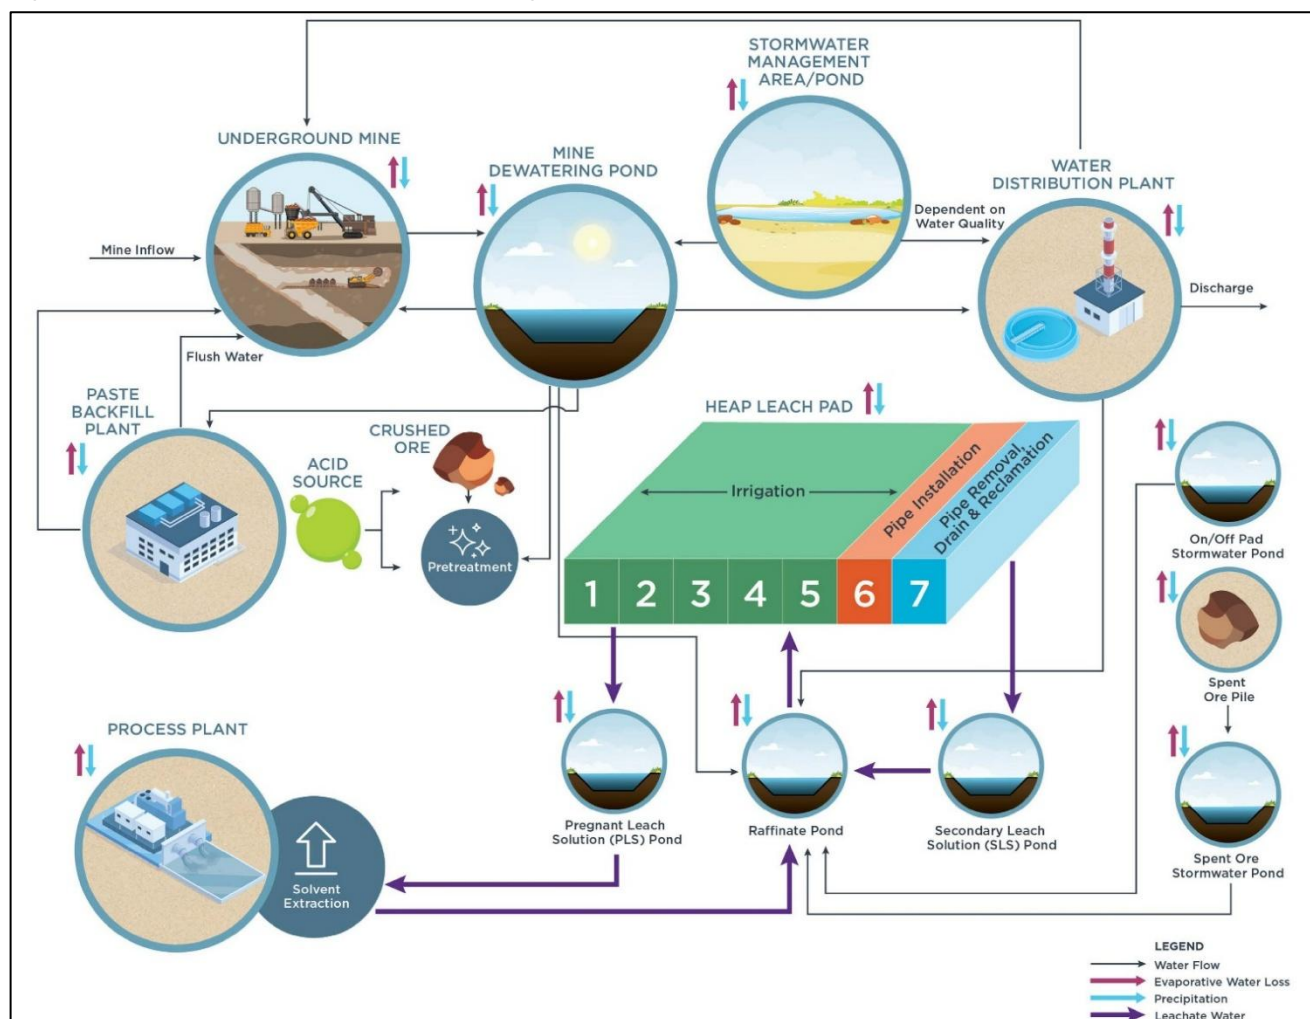 STORMWATER
MANAGEMENT
AREA/POND
UNDERGROUND MINE
MINE
DEWATERING POND
WATER
DISTRIBUTION PLANT
Dependent on
Water Quality
Mine Inflow
Discharge
Flush Water
PASTE
BACKFILL
PLANT
HEAP LEACH PAD
CRUSHED
ORE
ACID
SOURCE
Irrigation
Pipe Installation
Pipe Removal,
Drain & Reclamation
Pretreatment
On/Off Pad
Stormwater Pond
1 2 3 4 5 6 7
Spent
Ore Pile
PROCESS PLANT
Pregnant Leach
Solution (PLS) Pond
Raffinate Pond
Secondary Leach
Solution (SLS) Pond
Spent Ore
Stormwater Pond
Solvent
Extraction
LEGEND
Water Flow
Evaporative Water Loss
Precipitation
Leachate Water